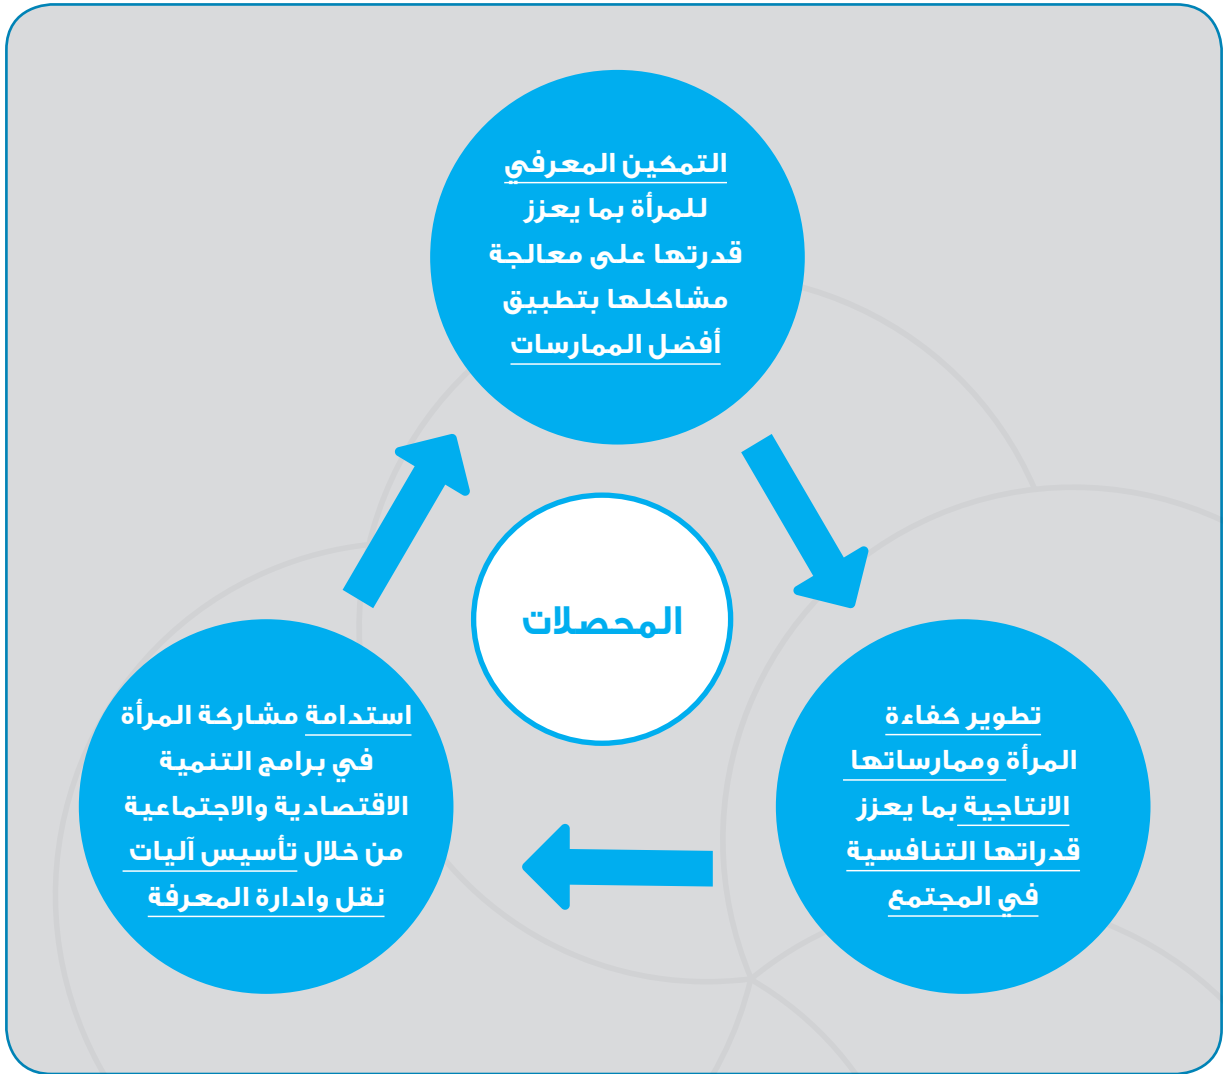 التمكين المعرفي
للمرأة بما يعزز
قدرتها على معالجة
مشاكلها بتطبيق
أفضل الممارسات
المحصلات
تطوير كفاءة
المرأة وممارساتها
الانتاجية بما يعزز
قدراتها التنافسية
في المجتمع
استدامة مشاركة المرأة
في برامج التنمية
الاقتصادية والاجتماعية
من خلال تأسيس آليات
نقل وادارة المعرفة